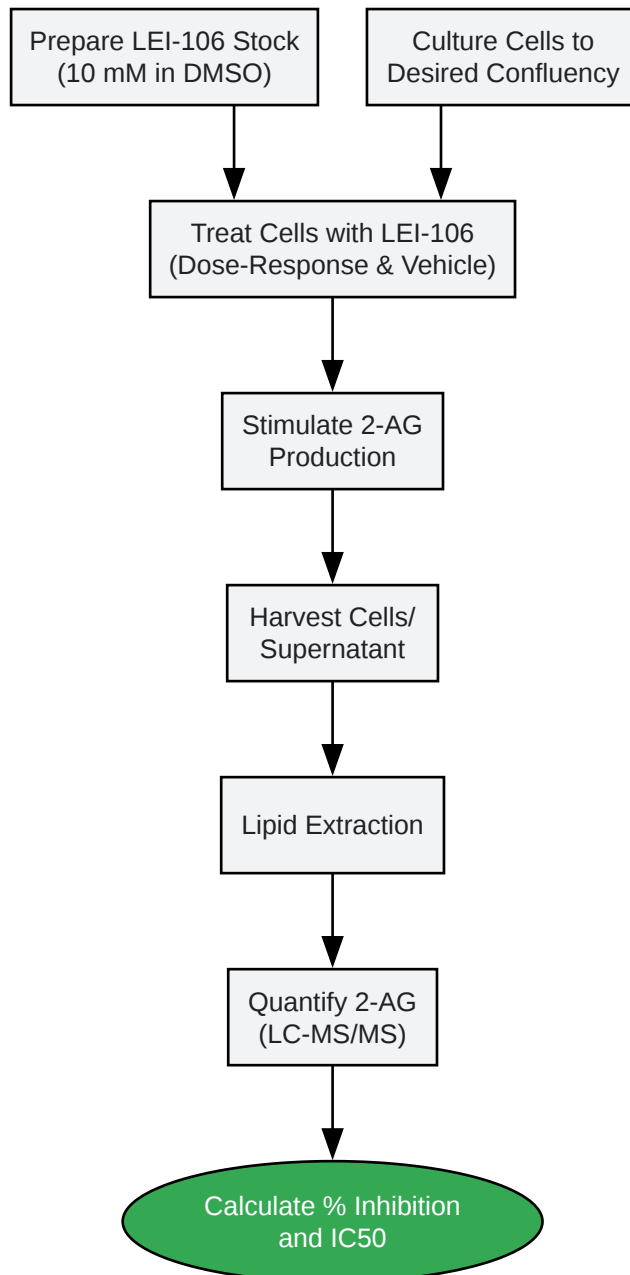 Prepare LEI-106 Stock
(10 mM in DMSO)
Culture Cells to
Desired Confluency
Treat Cells with LEI-106
(Dose-Response & Vehicle)
Stimulate 2-AG
Production
Harvest Cells/
Supernatant
Lipid Extraction
Quantify 2-AG
(LC-MS/MS)
Calculate % Inhibition
and IC50